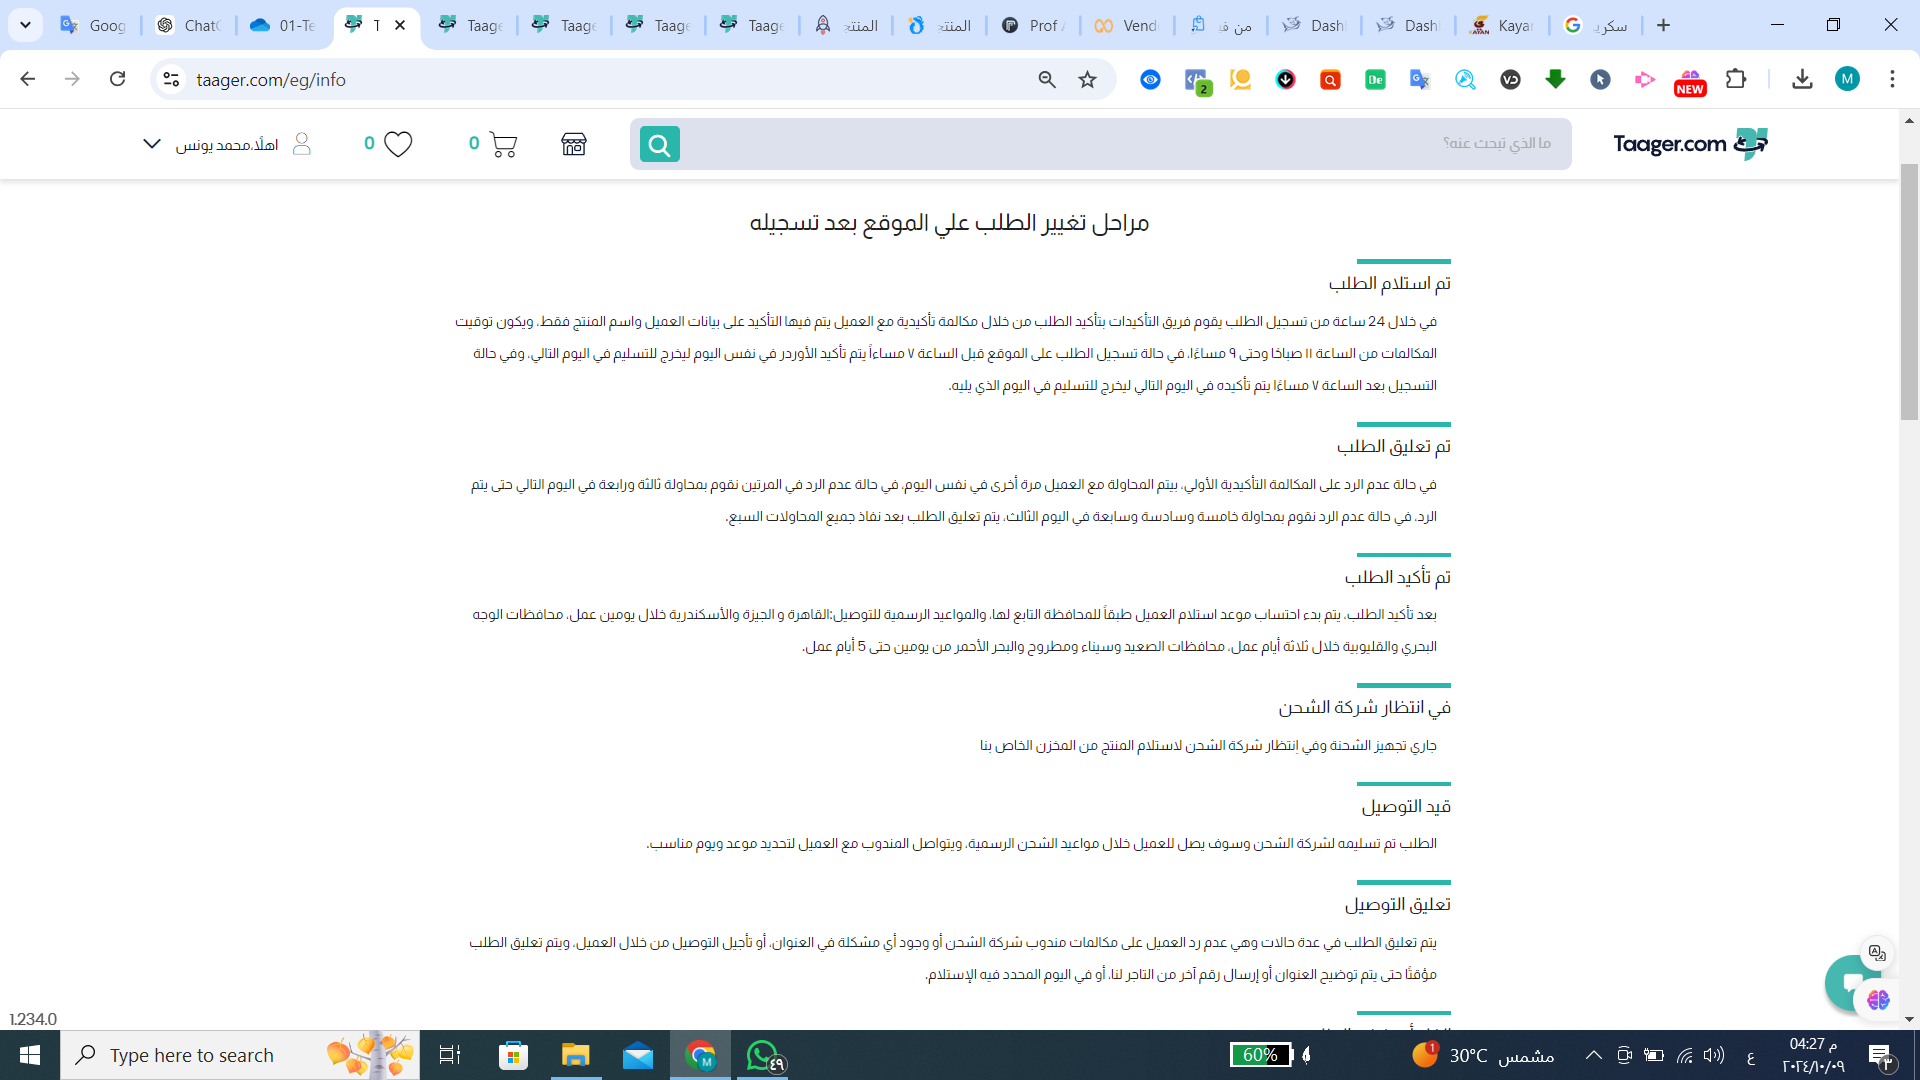 Goog
ChatG
01-Te
T
Taage
Taage
Taage
Taage
المنتج
المنتج
Prof A
Vend
من في
Dash
Dash
Kayan
سكري
taager.com/eg/info
2
NEW
M
Taager.com
ما الذي تبحث عنه؟
0
0
اهلًا،محمد يونس
مراحل تغيير الطلب علي الموقع بعد تسجيله
تم استلام الطلب
في خلال 24 ساعة من تسجيل الطلب يقوم فريق التأكيدات بتأكيد الطلب من خلال مكالمة تأكيدية مع العميل يتم فيها التأكيد على بيانات العميل واسم المنتج فقط، ويكون توقيت
المكالمات من الساعة ١١ صباحًا وحتى ٩ مساءًا، في حالة تسجيل الطلب على الموقع قبل الساعة ٧ مساءاً يتم تأكيد الأوردر في نفس اليوم ليخرج للتسليم في اليوم التالي، وفي حالة
التسجيل بعد الساعة ٧ مساءًا يتم تأكيده في اليوم التالي ليخرج للتسليم في اليوم الذي يليه.
تم تعليق الطلب
في حالة عدم الرد على المكالمة التأكيدية الأولي، بيتم المحاولة مع العميل مرة أخرى في نفس اليوم، في حالة عدم الرد في المرتين نقوم بمحاولة ثالثة ورابعة في اليوم التالي حتى يتم
الرد، في حالة عدم الرد نقوم بمحاولة خامسة وسادسة وسابعة في اليوم الثالث، يتم تعليق الطلب بعد نفاذ جميع المحاولات السبع.
تم تأكيد الطلب
بعد تأكيد الطلب، يتم بدء احتساب موعد استلام العميل طبقاً للمحافظة التابع لها، والمواعيد الرسمية للتوصيل:القاهرة و الجيزة والأسكندرية خلال يومين عمل، محافظات الوجه
البحري والقليوبية خلال ثلاثة أيام عمل، محافظات الصعيد وسيناء ومطروح والبحر الأحمر من يومين حتى 5 أيام عمل.
في انتظار شركة الشحن
جاري تجهيز الشحنة وفي إنتظار شركة الشحن لاستلام المنتج من المخزن الخاص بنا
قيد التوصيل
الطلب تم تسليمه لشركة الشحن وسوف يصل للعميل خلال مواعيد الشحن الرسمية، ويتواصل المندوب مع العميل لتحديد موعد ويوم مناسب.
تعليق التوصيل
يتم تعليق الطلب في عدة حالات وهي عدم رد العميل على مكالمات مندوب شركة الشحن أو وجود أي مشكلة في العنوان، أو تأجيل التوصيل من خلال العميل، ويتم تعليق الطلب
مؤقتًا حتى يتم توضيح العنوان أو إرسال رقم آخر من التاجر لنا، أو في اليوم المحدد فيه الإستلام.
1.234.0
Type here to search
٤٩
60%
1
30°C مشمس
ع
04:27 م
٢٠٢٤/١٠/٠٩
٣